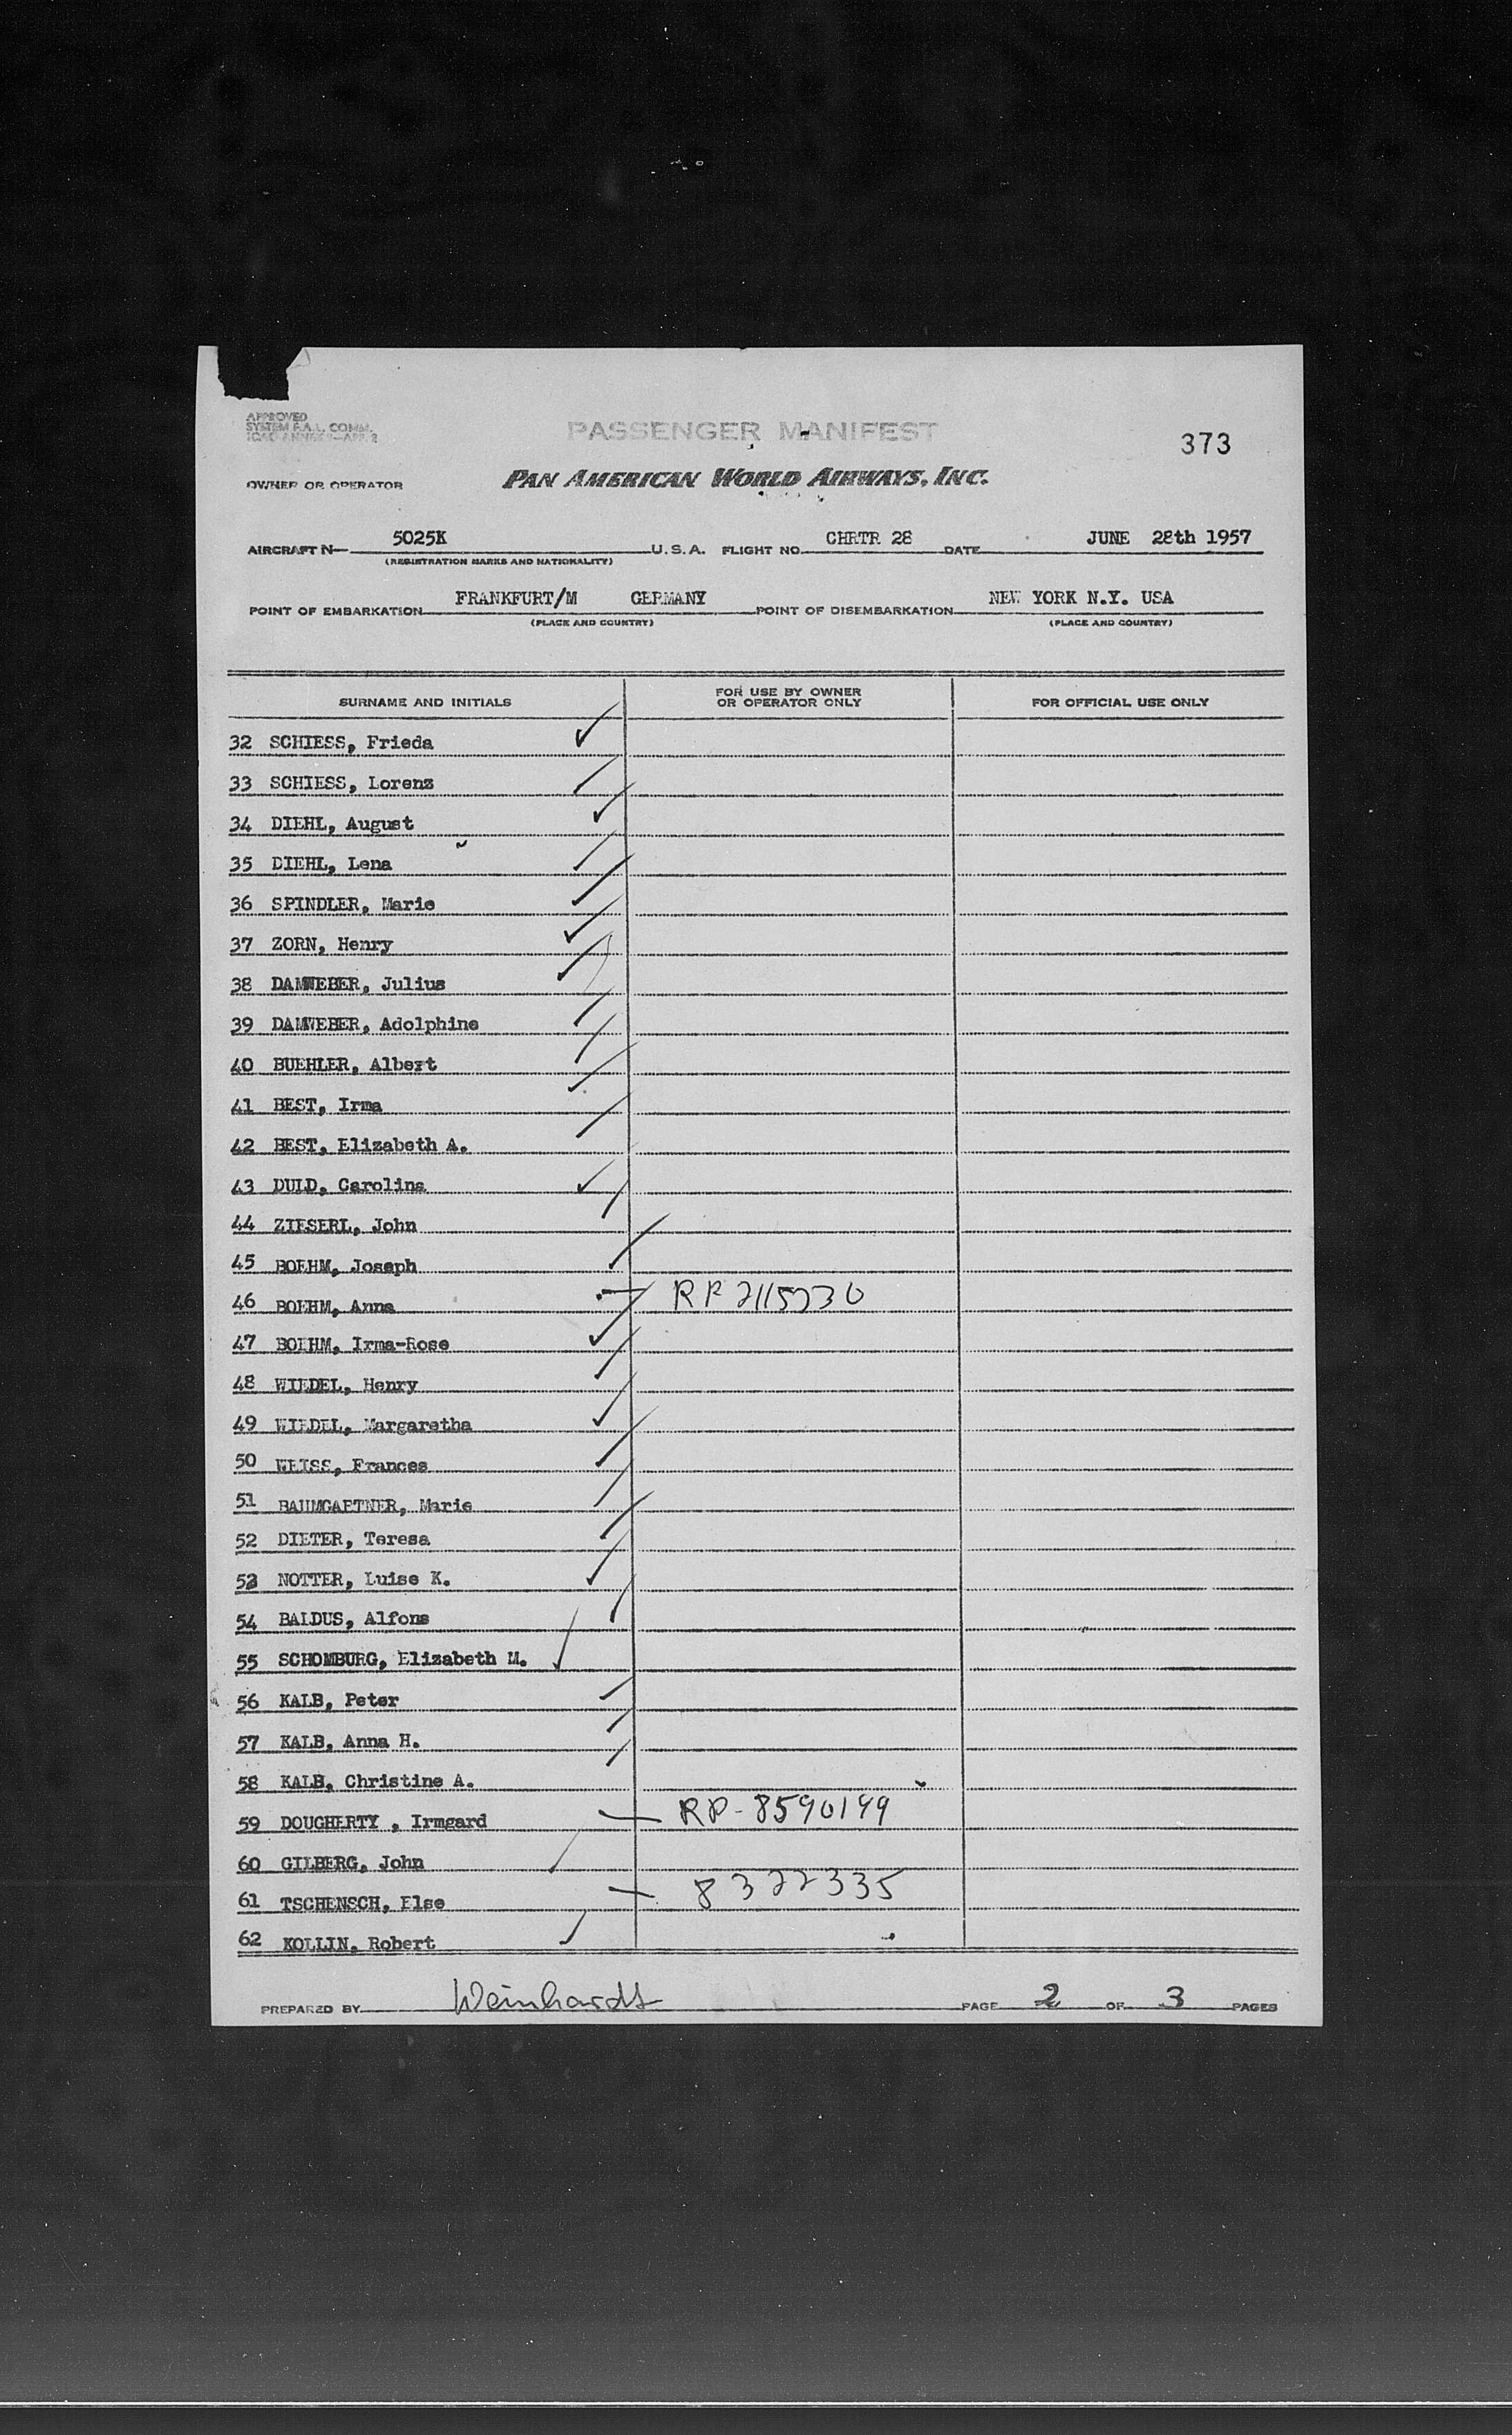 APPROVED
SYSTEM F.A.L. COMM.
ICAO ANNEX 9—APP. 2
PASSENGER MANIFEST
373
OWNER OR OPERATOR PAN AMERICAN WORLD AIRWAYS, INC.
AIRCRAFT N— 5025K U.S.A. FLIGHT NO. CHRTR 28 DATE JUNE 28th 1957
(REGISTRATION MARKS AND NATIONALITY)
POINT OF EMBARKATION FRANKFURT/M GERMANY POINT OF DISEMBARKATION NEW YORK N.Y. USA
(PLACE AND COUNTRY) (PLACE AND COUNTRY)
SURNAME AND INITIALS FOR USE BY OWNER OR OPERATOR ONLY FOR OFFICIAL USE ONLY
32 SCHIESS, Frieda
33 SCHIESS, Lorenz
34 DIEHL, August
35 DIEHL, Lena
36 SPINDLER, Marie
37 ZORN, Henry
38 DAMWEBER, Julius
39 DAMWEBER, Adolphine
40 BUEHLER, Albert
41 BEST, Irma
42 BEST, Elizabeth A.
43 DULD, Carolina
44 ZIESERL, John
45 BOEHM, Joseph
46 BOEHM, Anna RP 2115730
47 BOEHM, Irma-Rose
48 WIEDEL, Henry
49 WIEDEL, Margaretha
50 WEISS, Frances
51 BAUMGARTNER, Marie
52 DIETER, Teresa
53 NOTTER, Luise K.
54 BALDUS, Alfons
55 SCHOMBURG, Elizabeth M.
56 KALB, Peter
57 KALB, Anna H.
58 KALB, Christine A.
59 DOUGHERTY , Irmgard RP-8590199
60 GILBERG, John
61 TSCHENSCH, Else 8322335
62 KOLLIN, Robert
PREPARED BY Weinhardt PAGE 2 OF 3 PAGES